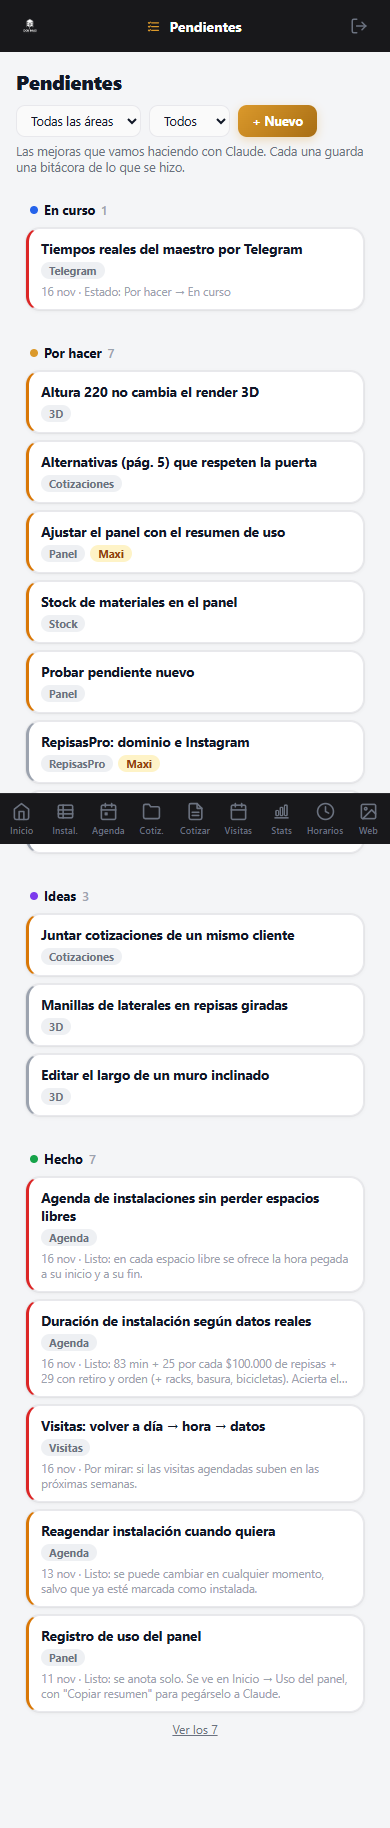 Pendientes
Pendientes
Todas las áreas
Todos
+ Nuevo
Las mejoras que vamos haciendo con Claude. Cada una guarda
una bitácora de lo que se hizo.
En curso 1
Tiempos reales del maestro por Telegram
Telegram
16 nov · Estado: Por hacer → En curso
Por hacer 7
Altura 220 no cambia el render 3D
3D
Alternativas (pág. 5) que respeten la puerta
Cotizaciones
Ajustar el panel con el resumen de uso
Panel Maxi
Stock de materiales en el panel
Stock
Probar pendiente nuevo
Panel
RepisasPro: dominio e Instagram
RepisasPro Maxi
Inicio Instal. Agenda Cotiz. Cotizar Visitas Stats Horarios Web
Ideas 3
Juntar cotizaciones de un mismo cliente
Cotizaciones
Manillas de laterales en repisas giradas
3D
Editar el largo de un muro inclinado
3D
Hecho 7
Agenda de instalaciones sin perder espacios
libres
Agenda
16 nov · Listo: en cada espacio libre se ofrece la hora pegada
a su inicio y a su fin.
Duración de instalación según datos reales
Agenda
16 nov · Listo: 83 min + 25 por cada $100.000 de repisas +
29 con retiro y orden (+ racks, basura, bicicletas). Acierta el...
Visitas: volver a día → hora → datos
Visitas
16 nov · Por mirar: si las visitas agendadas suben en las
próximas semanas.
Reagendar instalación cuando quiera
Agenda
13 nov · Listo: se puede cambiar en cualquier momento,
salvo que ya esté marcada como instalada.
Registro de uso del panel
Panel
11 nov · Listo: se anota solo. Se ve en Inicio → Uso del panel,
con "Copiar resumen" para pegárselo a Claude.
Ver los 7